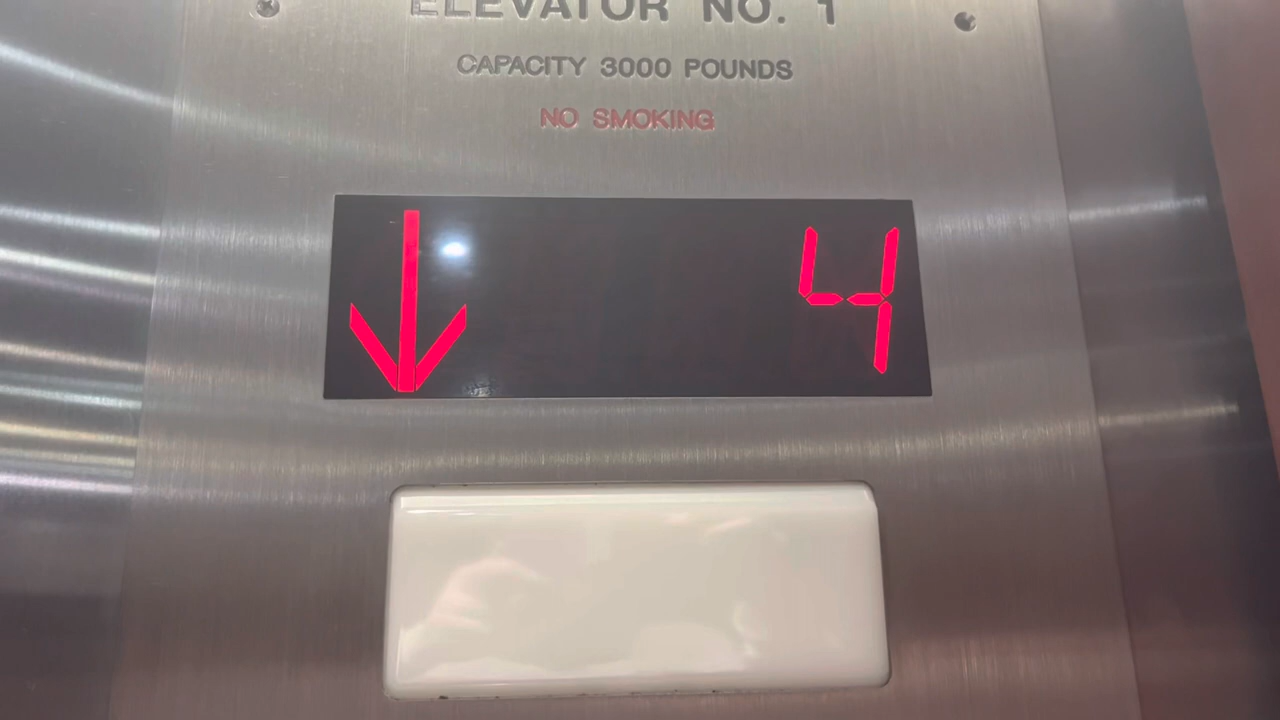 ELEVATOR NO. 1
CAPACITY 3000 POUNDS
NO SMOKING
↓ 4